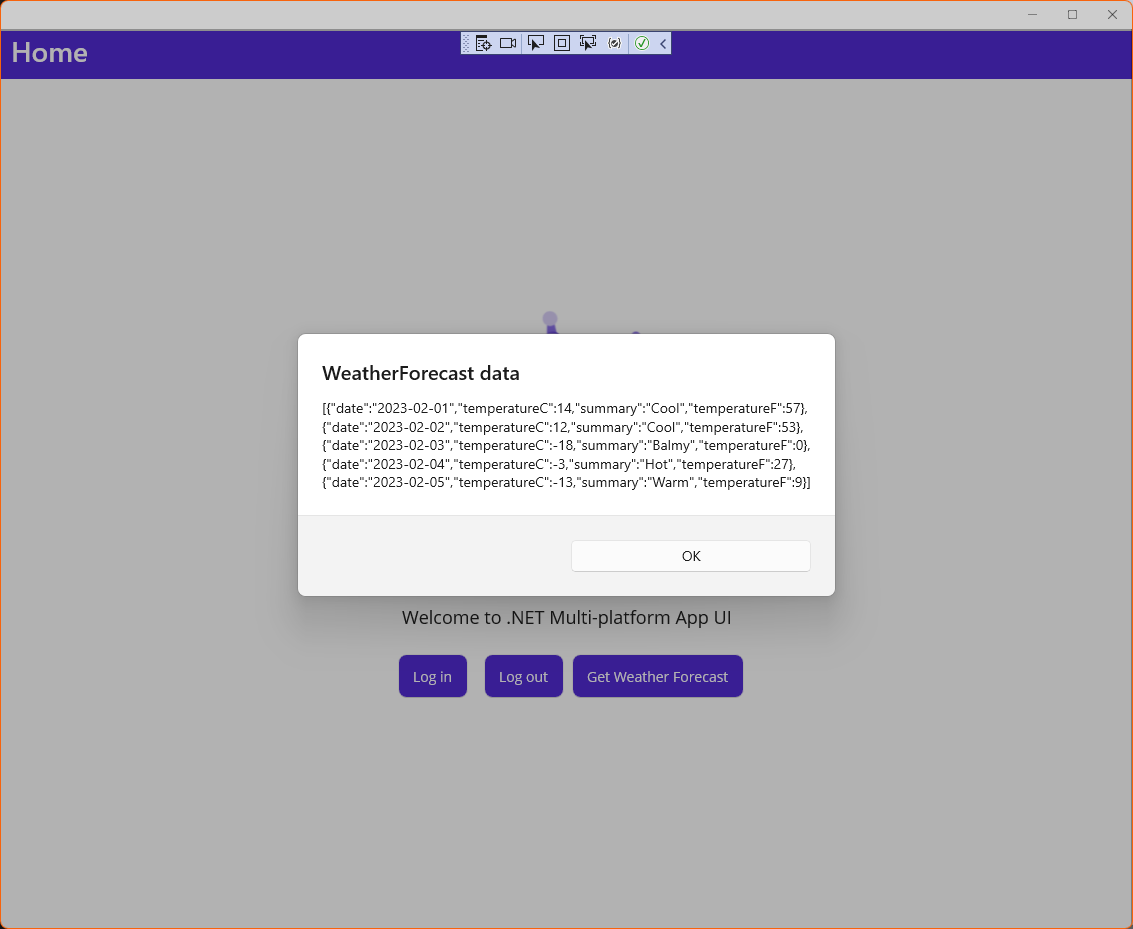 Home
WeatherForecast data
[{"date":"2023-02-01","temperatureC":14,"summary":"Cool","temperatureF":57},
{"date":"2023-02-02","temperatureC":12,"summary":"Cool","temperatureF":53},
{"date":"2023-02-03","temperatureC":-18,"summary":"Balmy","temperatureF":0},
{"date":"2023-02-04","temperatureC":-3,"summary":"Hot","temperatureF":27},
{"date":"2023-02-05","temperatureC":-13,"summary":"Warm","temperatureF":9}]
OK
Welcome to .NET Multi-platform App UI
Log in Log out Get Weather Forecast